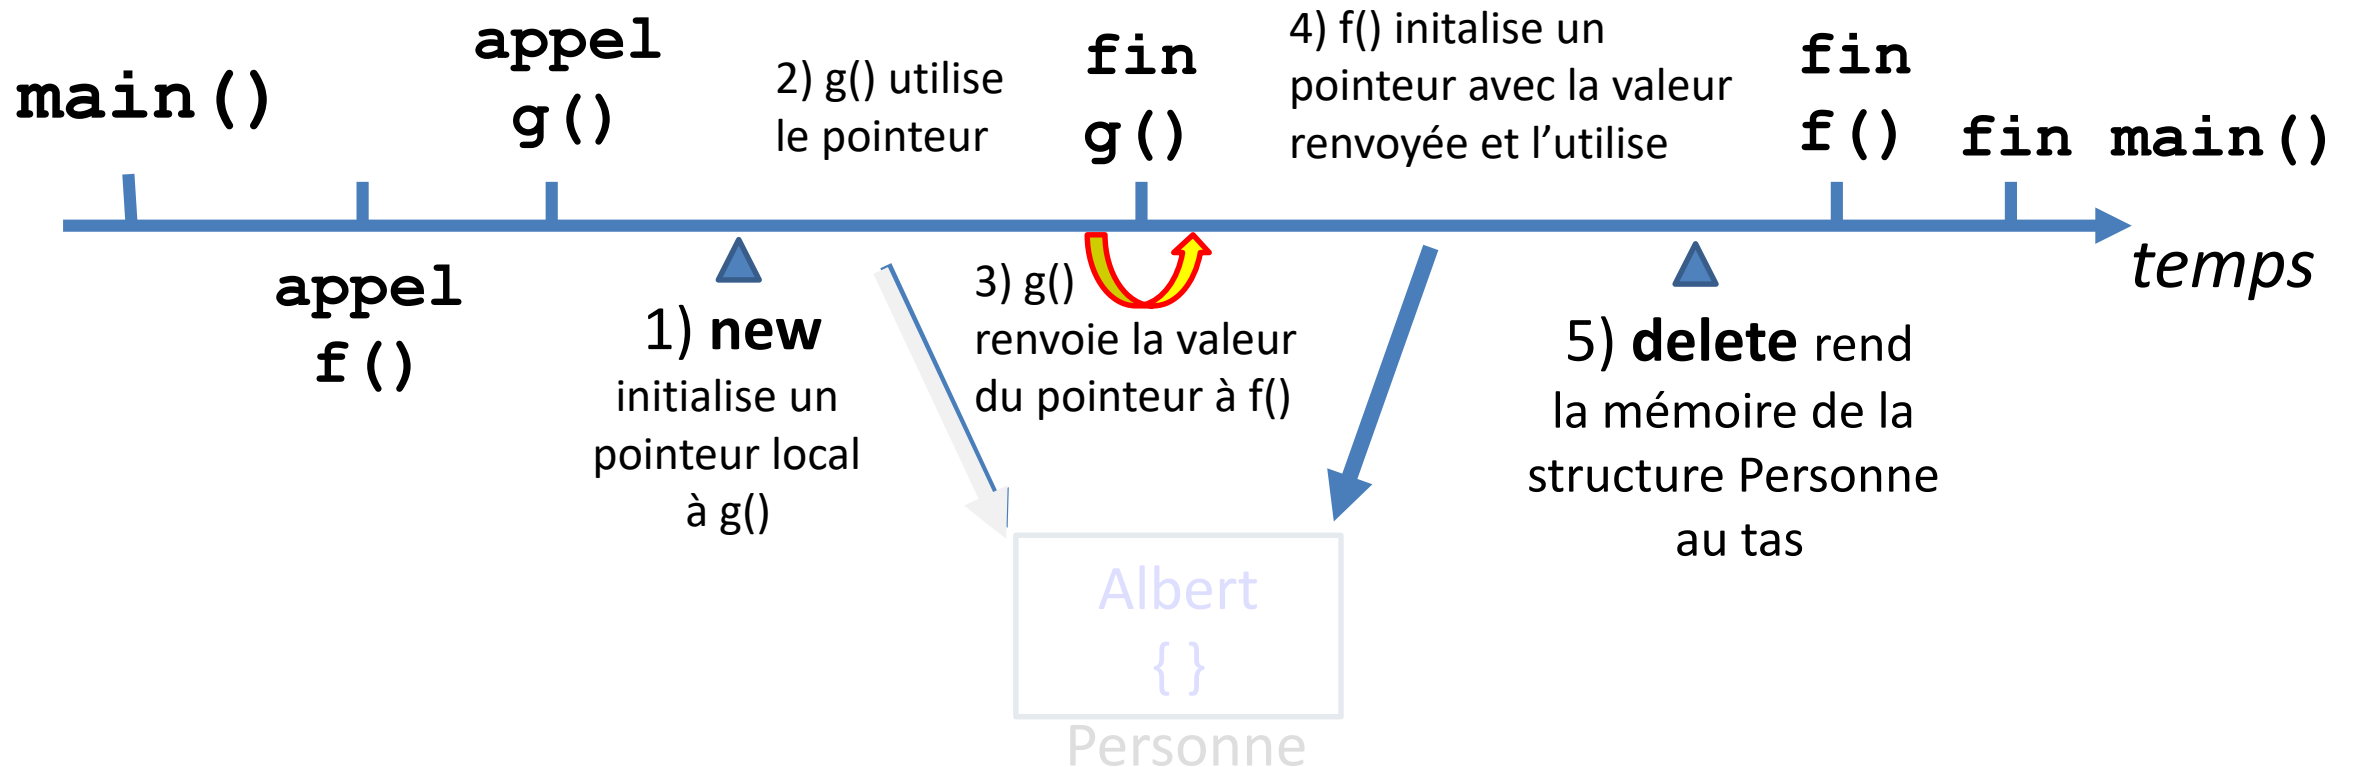 main()
appel
g()
2) g() utilise
le pointeur
fin
g()
4) f() initalise un
pointeur avec la valeur
renvoyée et l’utilise
fin
f()
fin main()
temps
appel
f()
1) new
initialise un
pointeur local
à g()
3) g()
renvoie la valeur
du pointeur à f()
5) delete rend
la mémoire de la
structure Personne
au tas
Albert
{ }
Personne